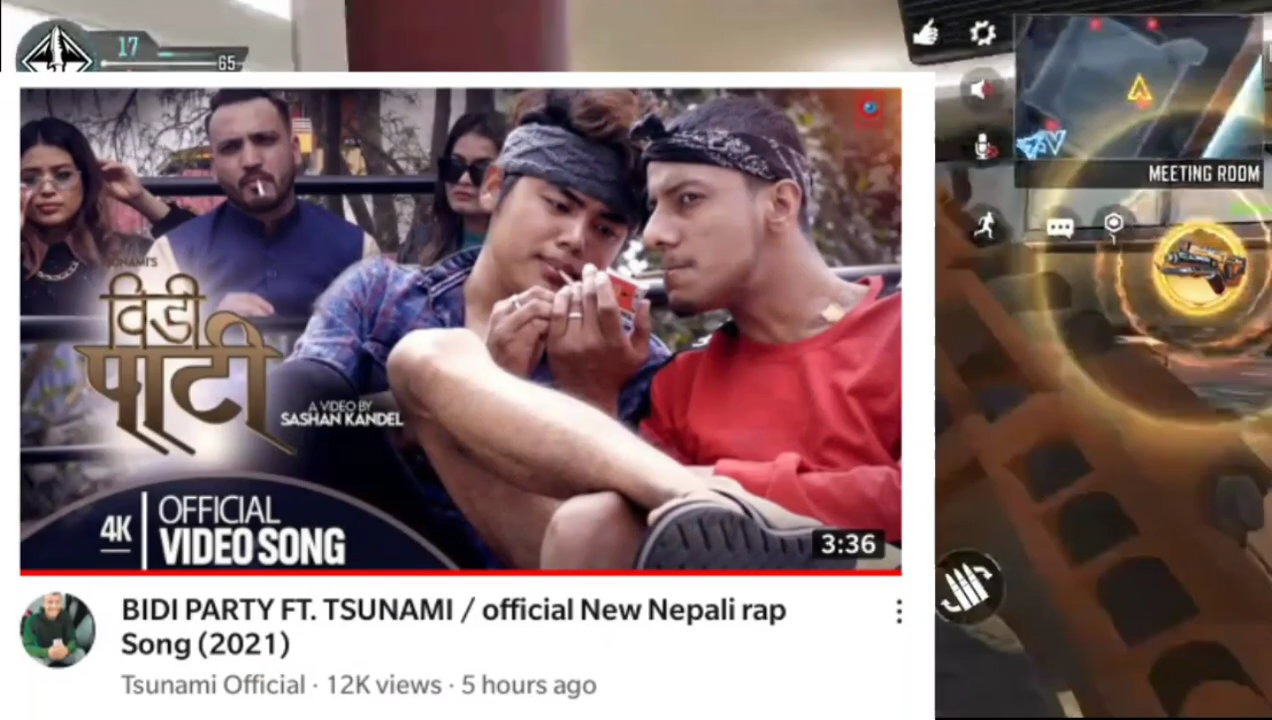 17
65
MEETING ROOM
विडी
पार्टी
A VIDEO BY
SASHAN KANDEL
4K
OFFICIAL
VIDEO SONG
3:36
BIDI PARTY FT. TSUNAMI / official New Nepali rap
Song (2021)
Tsunami Official · 12K views · 5 hours ago